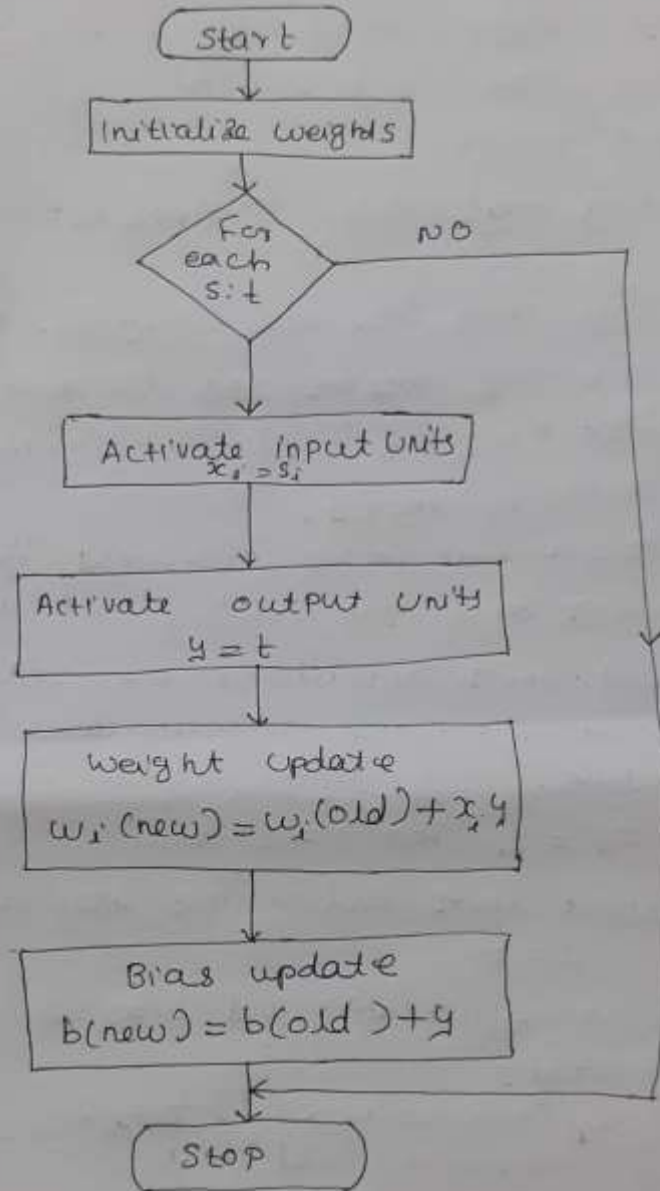 Start
Initialize weights
For
each
s:t
NO
Activate input units
xi = si
Activate output units
y = t
Weight update
wi (new) = wi (old) + xi y
Bias update
b(new) = b(old) + y
Stop